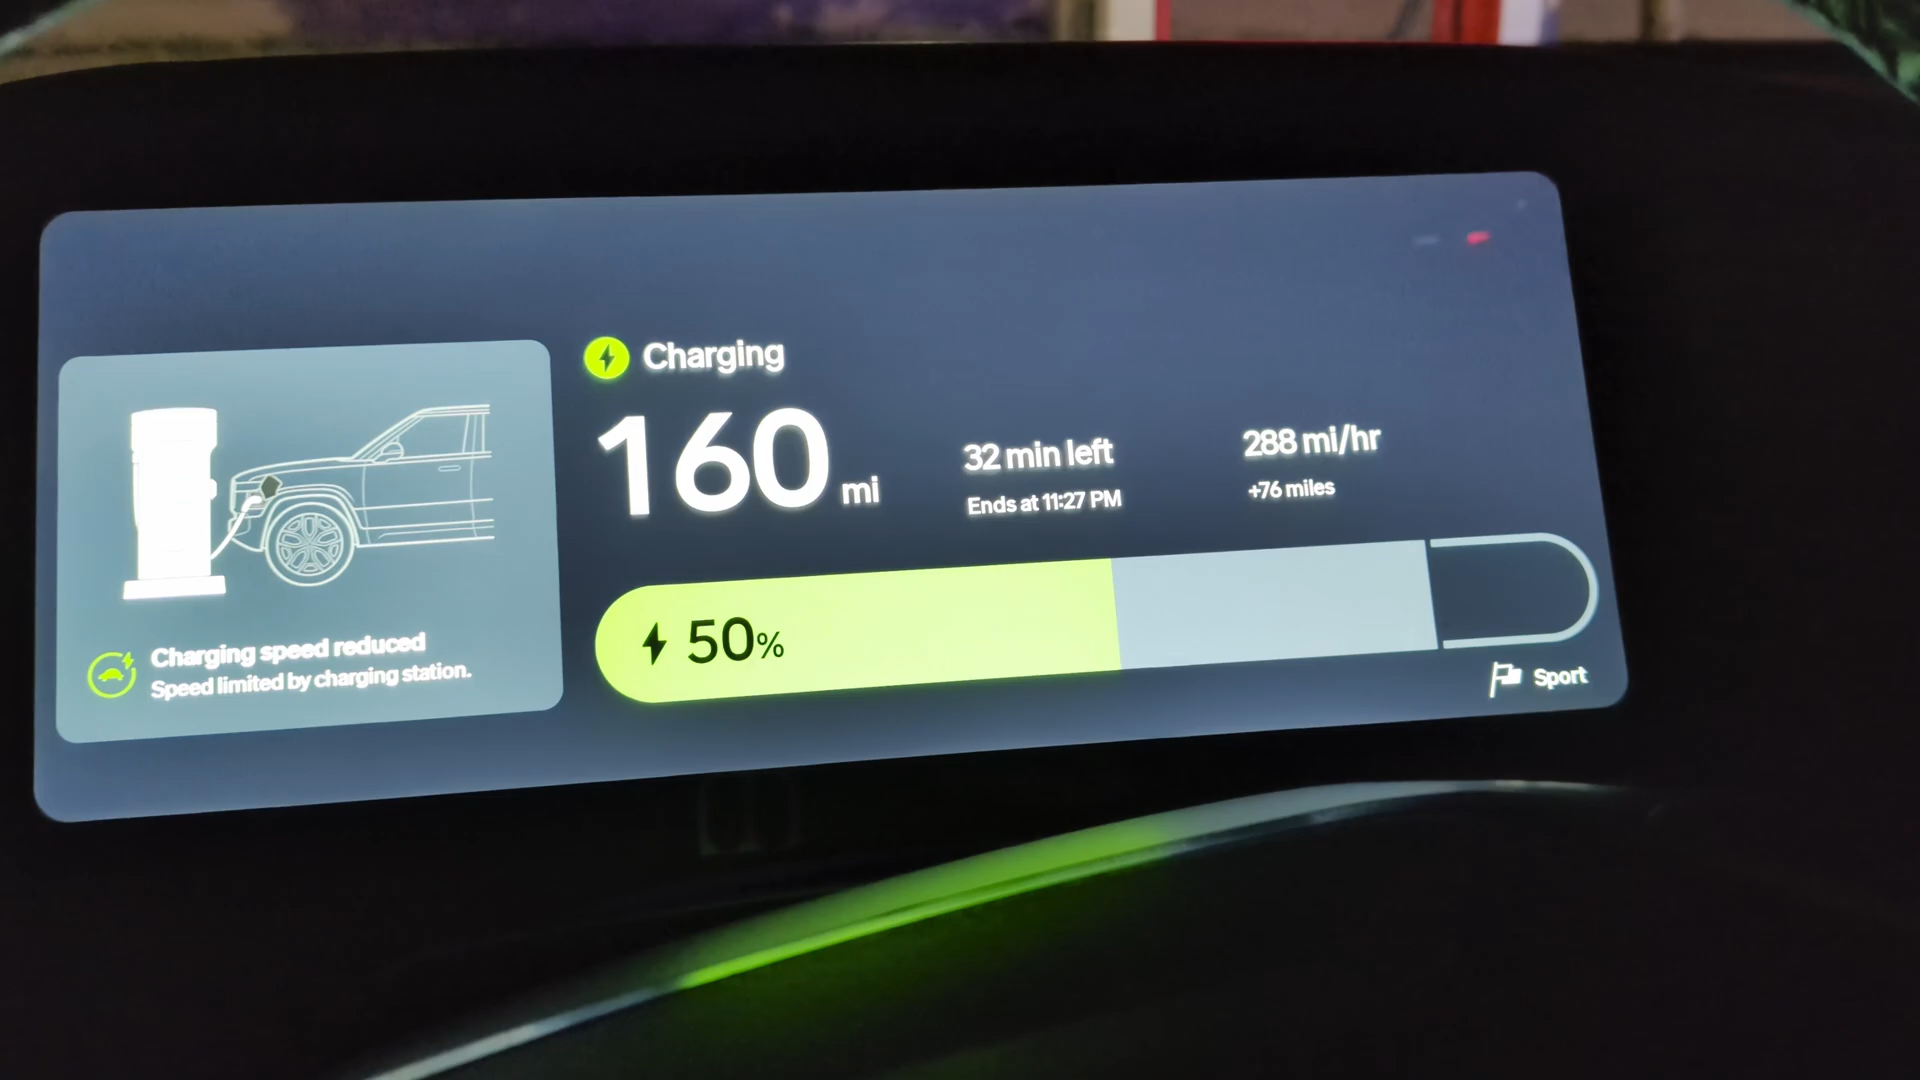 Charging
160 mi
32 min left
Ends at 11:27 PM
288 mi/hr
+76 miles
50%
Charging speed reduced
Speed limited by charging station.
Sport